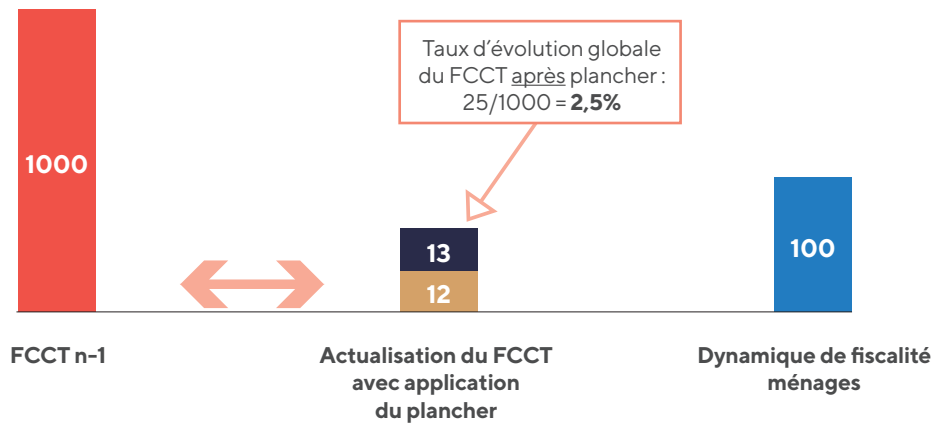 Taux d’évolution globale
du FCCT après plancher :
25/1000 = 2,5%
1000
13
12
100
FCCT n-1
Actualisation du FCCT
avec application
du plancher
Dynamique de fiscalité
ménages